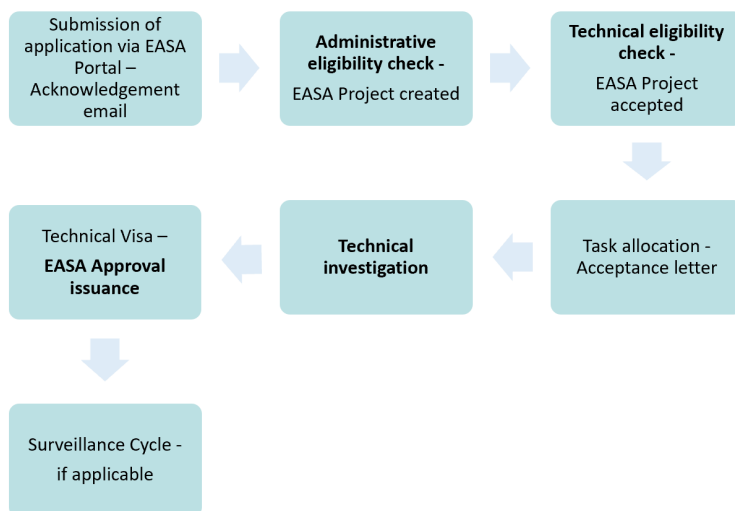 Submission of
application via EASA
Portal –
Acknowledgement
email
Administrative
eligibility check -
EASA Project created
Technical eligibility
check -
EASA Project
accepted
Task allocation -
Acceptance letter
Technical
investigation
Technical Visa –
EASA Approval
issuance
Surveillance Cycle -
if applicable